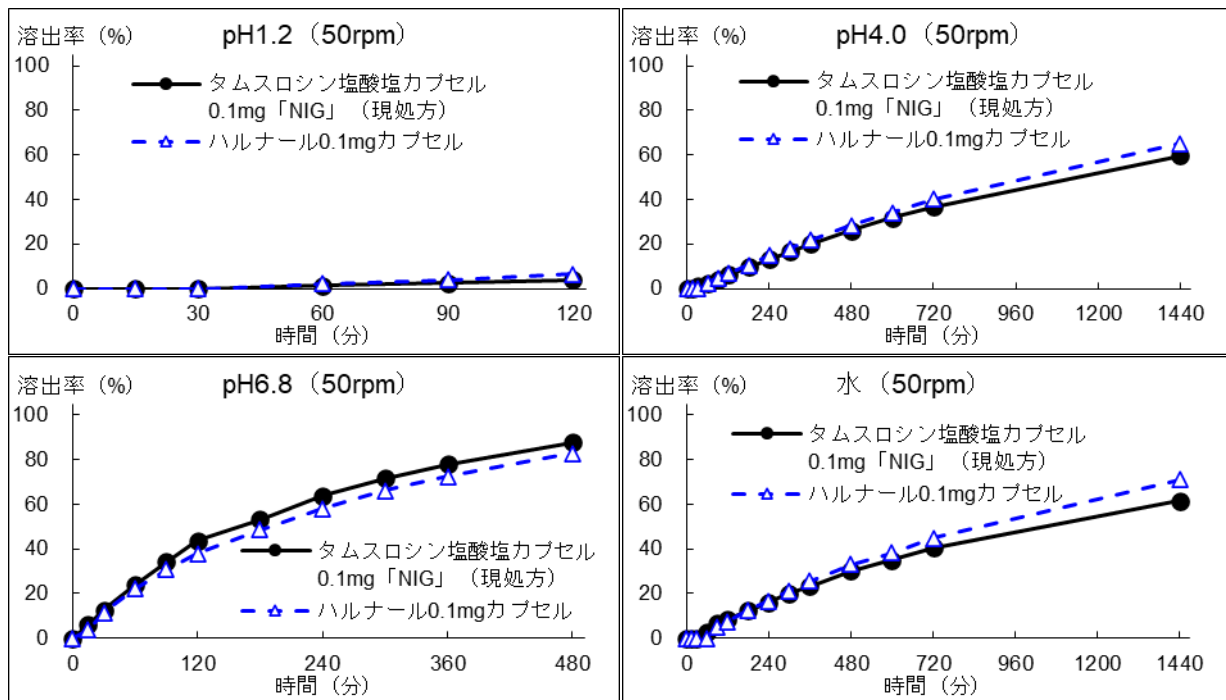 溶出率 (%)
pH1.2（50rpm）
100
80
60
40
20
0
タムスロシン塩酸塩カプセル
0.1mg「NIG」（現処方）
ハルナール0.1mgカプセル
0 30 60 90 120
時間（分）
溶出率 (%)
pH4.0（50rpm）
100
80
60
40
20
0
タムスロシン塩酸塩カプセル
0.1mg「NIG」（現処方）
ハルナール0.1mgカプセル
0 240 480 720 960 1200 1440
時間（分）
溶出率 (%)
pH6.8（50rpm）
100
80
60
40
20
0
タムスロシン塩酸塩カプセル
0.1mg「NIG」（現処方）
ハルナール0.1mgカプセル
0 120 240 360 480
時間（分）
溶出率 (%)
水（50rpm）
100
80
60
40
20
0
タムスロシン塩酸塩カプセル
0.1mg「NIG」（現処方）
ハルナール0.1mgカプセル
0 240 480 720 960 1200 1440
時間（分）